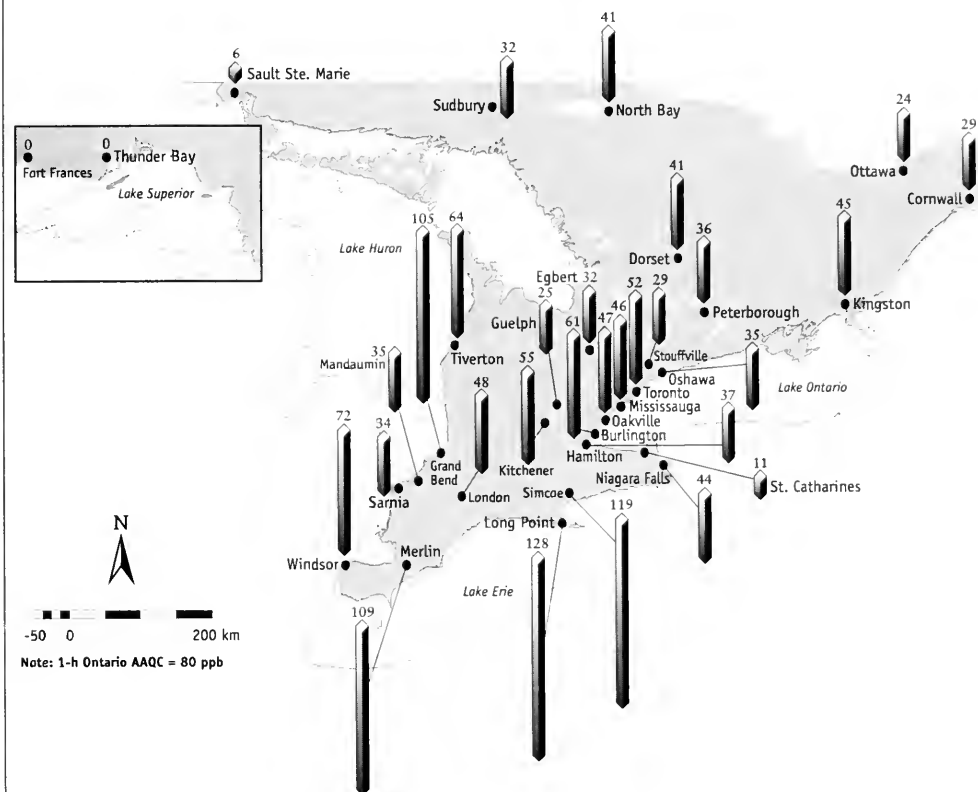 41
32
6
Sault Ste. Marie
Sudbury
North Bay
24
29
Ottawa
Cornwall
0
0
Fort Frances
Thunder Bay
Lake Superior
105
64
Lake Huron
41
45
Dorset
36
Egbert
32
52
29
25
Guelph
46
47
61
Peterborough
Kingston
35
Mandaumin
Tiverton
55
Stouffville
Oshawa
35
Lake Ontario
48
Toronto
Mississauga
Oakville
Burlington
37
72
34
Hamilton
Grand
Bend
Kitchener
Niagara Falls
11
St. Catharines
Sarnia
London
Simcoe
44
Long Point
119
N
Windsor
Merlin
128
Lake Erie
109
-50 0 200 km
Note: 1-h Ontario AAQC = 80 ppb